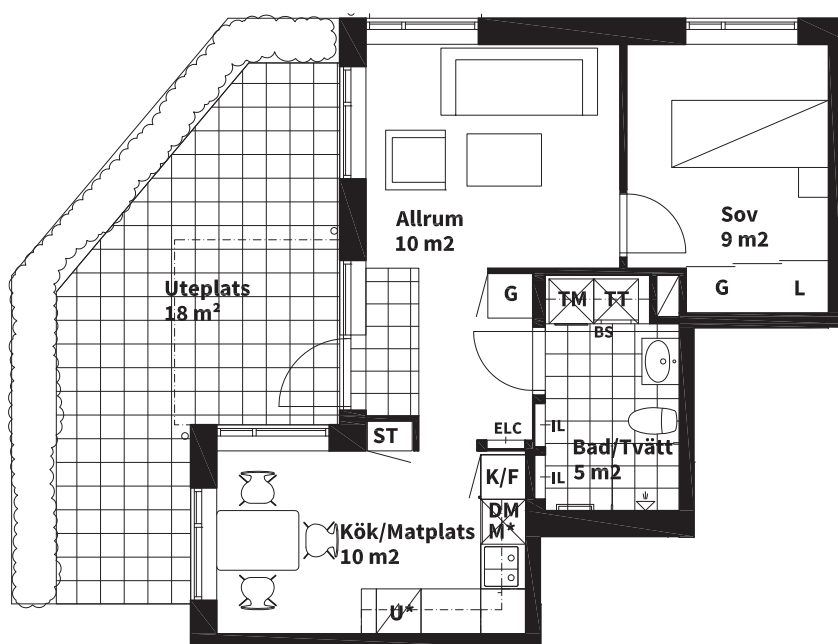 Allrum
10 m2
Sov
9 m2
Uteplats
18 m²
G
TM
TT
G
L
BS
ST
ELC
IL
Bad/Tvätt
5 m2
K/F
IL
DM
M*
Kök/Matplats
10 m2
U*